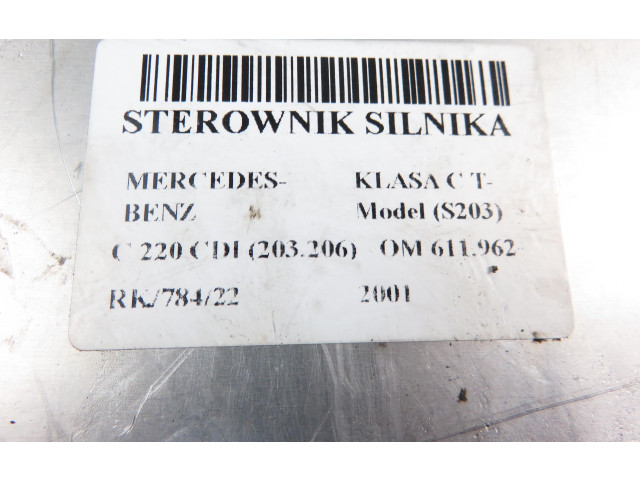 STEROWNIK SILNIKA
MERCEDES- KLASA C T-
BENZ Model (S203)
C 220 CDI (203.206) OM 611.962
RK/784/22 2001